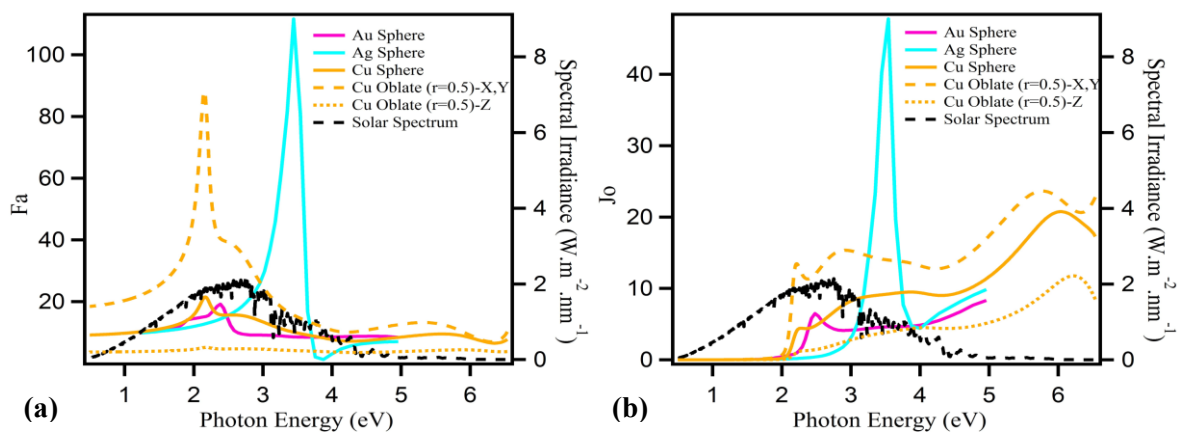 Au Sphere
Ag Sphere
Cu Sphere
Cu Oblate (r=0.5)-X,Y
Cu Oblate (r=0.5)-Z
Solar Spectrum
100
80
60
40
20
Fa
8
6
4
2
0
Spectral Irradiance (W.m-2.nm-1)
1 2 3 4 5 6
Photon Energy (eV)
(a)
Au Sphere
Ag Sphere
Cu Sphere
Cu Oblate (r=0.5)-X,Y
Cu Oblate (r=0.5)-Z
Solar Spectrum
40
30
20
10
0
Jo
8
6
4
2
0
Spectral Irradiance (W.m-2.nm-1)
1 2 3 4 5 6
Photon Energy (eV)
(b)